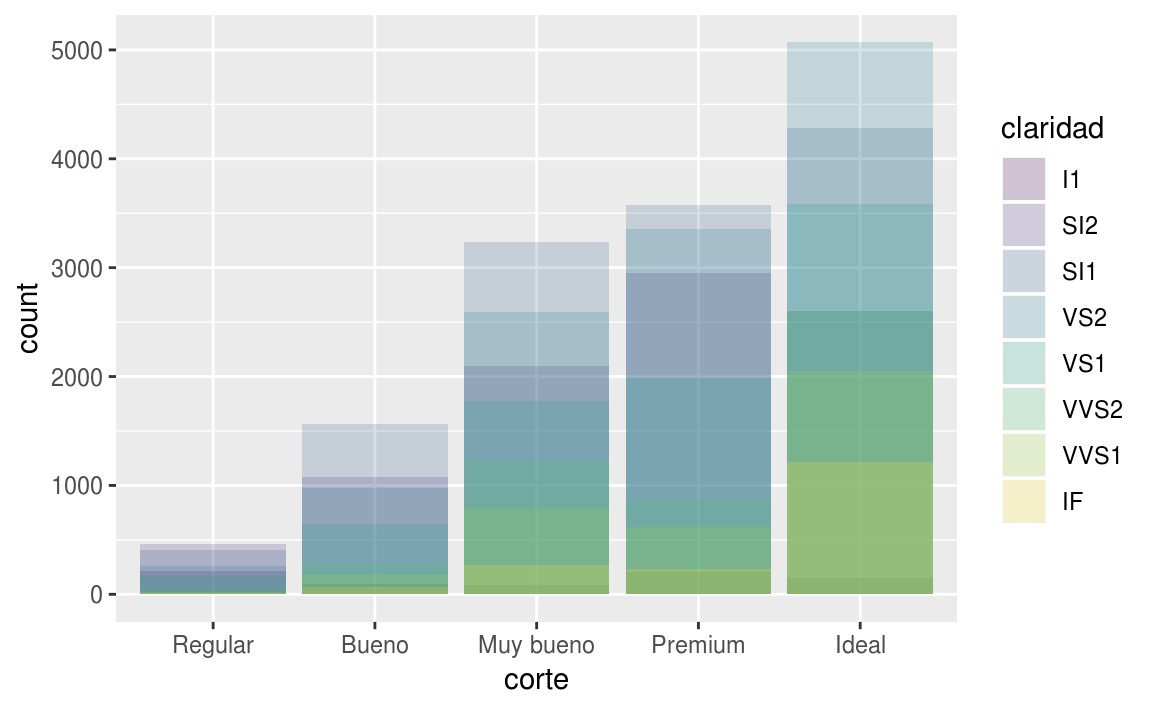 5000
4000
3000
2000
1000
0
count
Regular
Bueno
Muy bueno
Premium
Ideal
corte
claridad
I1
SI2
SI1
VS2
VS1
VVS2
VVS1
IF